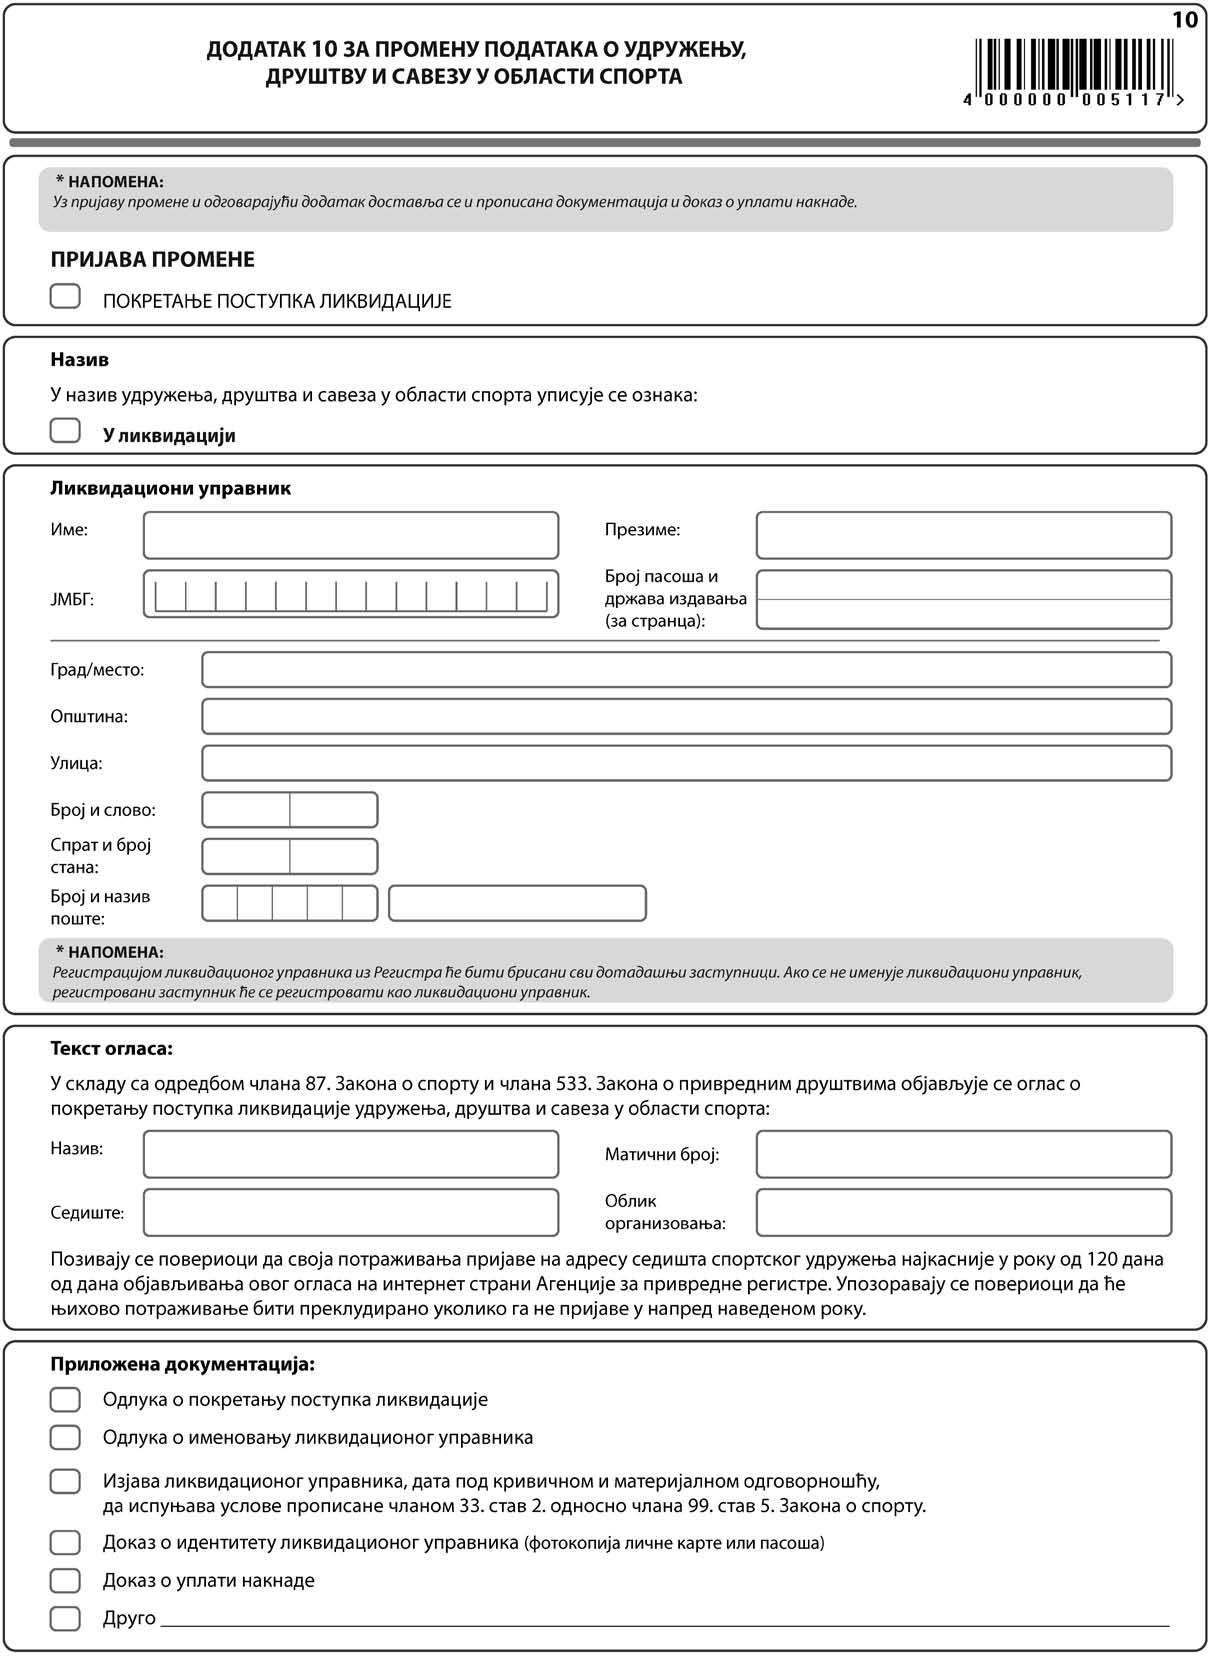 10
ДОДАТАК 10 ЗА ПРОМЕНУ ПОДАТАКА О УДРУЖЕЊУ,
ДРУШТВУ И САВЕЗУ У ОБЛАСТИ СПОРТА
4 000000 005117 >
* НАПОМЕНА:
Уз пријаву промене и одговарајући додатак доставља се и прописана документација и доказ о уплати накнаде.
ПРИЈАВА ПРОМЕНЕ
ПОКРЕТАЊЕ ПОСТУПКА ЛИКВИДАЦИЈЕ
Назив
У назив удружења, друштва и савеза у области спорта уписује се ознака:
У ликвидацији
Ликвидациони управник
Име:
Презиме:
ЈМБГ:
Број пасоша и
држава издавања
(за странца):
Град/место:
Општина:
Улица:
Број и слово:
Спрат и број
стана:
Број и назив
поште:
* НАПОМЕНА:
Регистрацијом ликвидационог управника из Регистра ће бити брисани сви дотадашњи заступници. Ако се не именује ликвидациони управник,
регистровани заступник ће се регистровати као ликвидациони управник.
Текст огласа:
У складу са одредбом члана 87. Закона о спорту и члана 533. Закона о привредним друштвима објављује се оглас о
покретању поступка ликвидације удружења, друштва и савеза у области спорта:
Назив:
Матични број:
Седиште:
Облик
организовања:
Позивају се повериоци да своја потраживања пријаве на адресу седишта спортског удружења најкасније у року од 120 дана
од дана објављивања овог огласа на интернет страни Агенције за привредне регистре. Упозоравају се повериоци да ће
њихово потраживање бити преклудирано уколико га не пријаве у напред наведеном року.
Приложена документација:
Одлука о покретању поступка ликвидације
Одлука о именовању ликвидационог управника
Изјава ликвидационог управника, дата под кривичном и материјалном одговорношћу,
да испуњава услове прописане чланом 33. став 2. односно члана 99. став 5. Закона о спорту.
Доказ о идентитету ликвидационог управника (фотокопија личне карте или пасоша)
Доказ о уплати накнаде
Друго